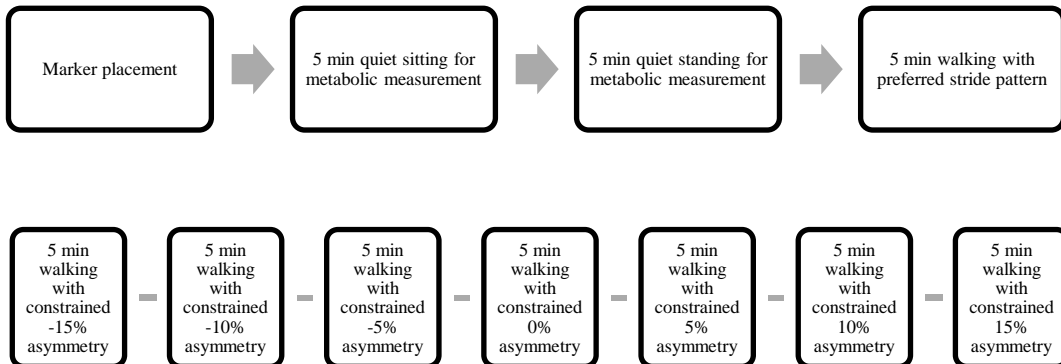 Marker placement
5 min quiet sitting for
metabolic measurement
5 min quiet standing for
metabolic measurement
5 min walking with
preferred stride pattern
5 min
walking
with
constrained
-15%
asymmetry
5 min
walking
with
constrained
-10%
asymmetry
5 min
walking
with
constrained
-5%
asymmetry
5 min
walking
with
constrained
0%
asymmetry
5 min
walking
with
constrained
5%
asymmetry
5 min
walking
with
constrained
10%
asymmetry
5 min
walking
with
constrained
15%
asymmetry